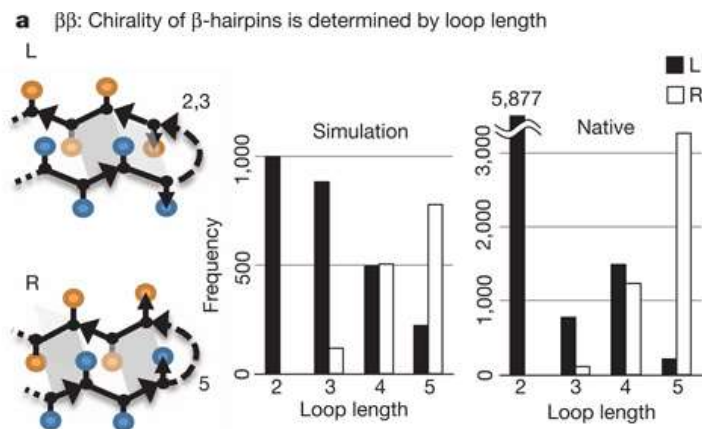 a ββ: Chirality of β-hairpins is determined by loop length
L
2,3
R
5
Simulation
Frequency
1,000
500
0
2 3 4 5
Loop length
L
R
5,877
Native
3,000
2,000
1,000
0
2 3 4 5
Loop length